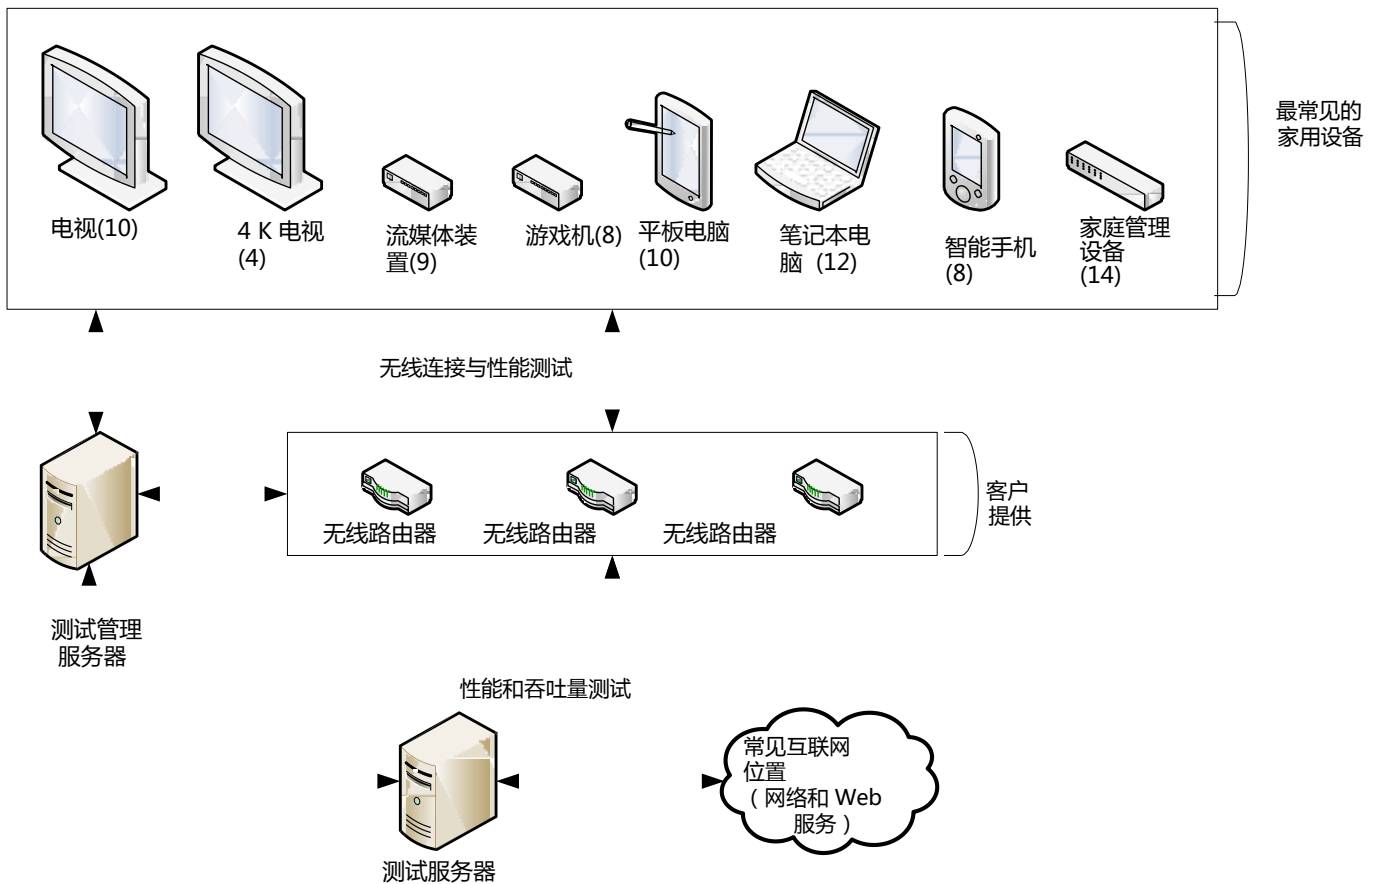 最常见的
家用设备
电视(10)
4 K 电视
(4)
流媒体装
置(9)
游戏机(8)
平板电脑
(10)
笔记本电
脑 (12)
智能手机
(8)
家庭管理
设备
(14)
无线连接与性能测试
无线路由器
无线路由器
无线路由器
客户
提供
测试管理
服务器
性能和吞吐量测试
常见互联网
位置
（网络和 Web
服务）
测试服务器